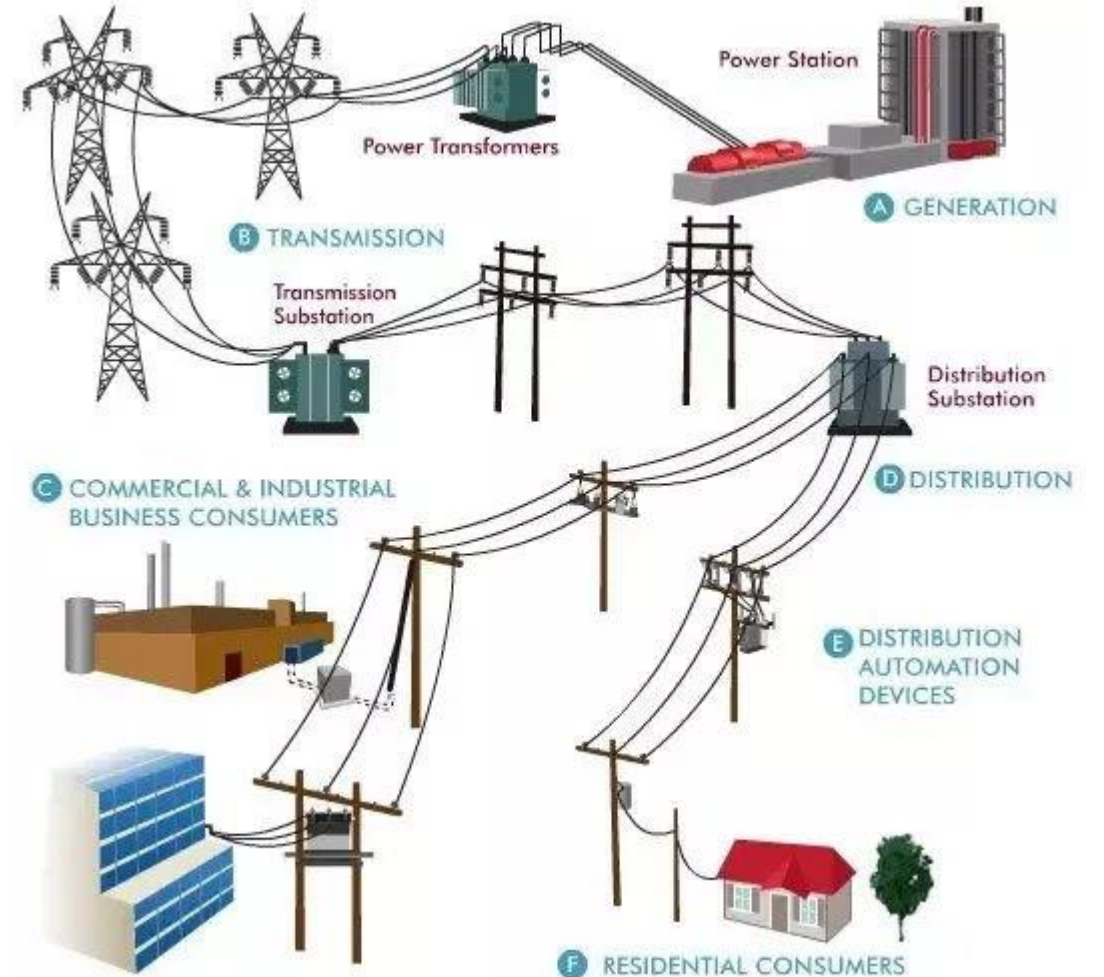 Power Station
Power Transformers
A GENERATION
B TRANSMISSION
Transmission
Substation
Distribution
Substation
C COMMERCIAL & INDUSTRIAL
BUSINESS CONSUMERS
D DISTRIBUTION
E DISTRIBUTION
AUTOMATION
DEVICES
F RESIDENTIAL CONSUMERS